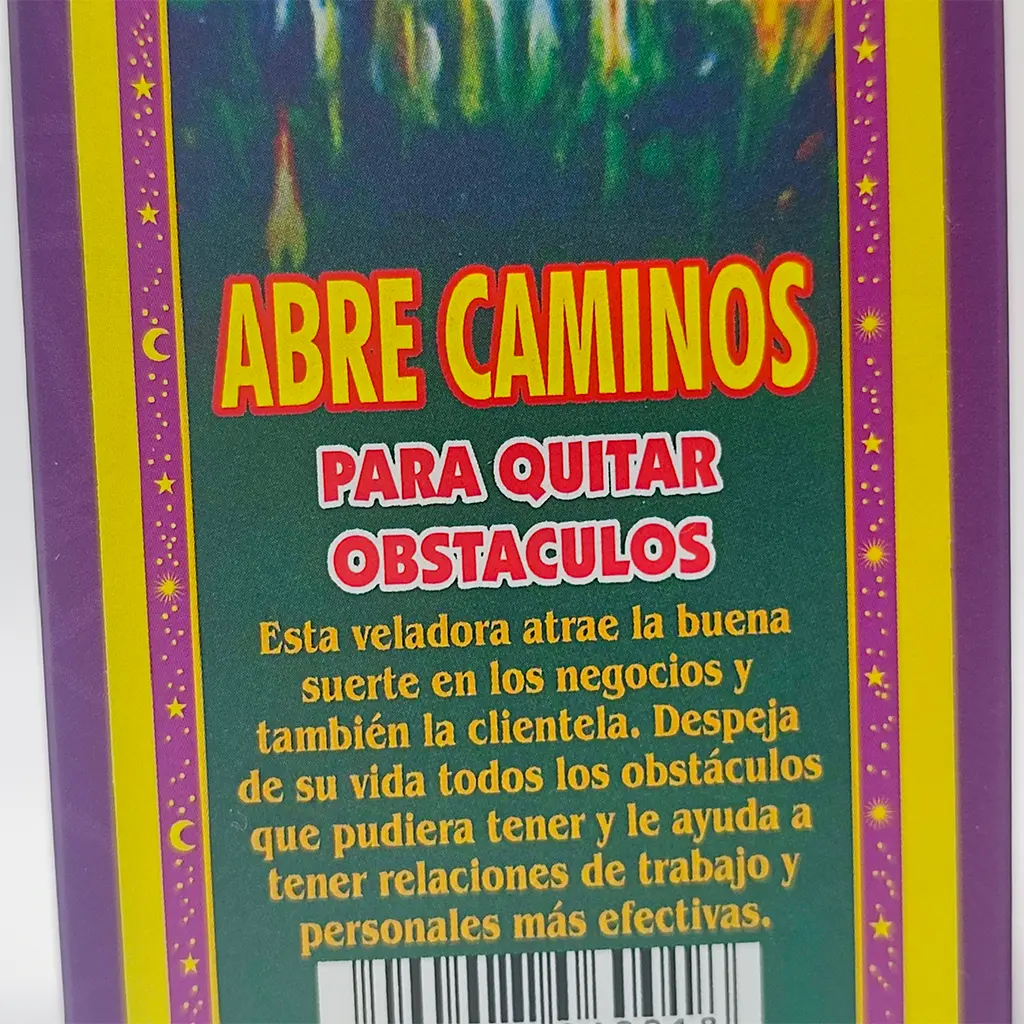 ABRE CAMINOS
PARA QUITAR
OBSTACULOS
Esta veladora atrae la buena
suerte en los negocios y
también la clientela. Despeja
de su vida todos los obstáculos
que pudiera tener y le ayuda a
tener relaciones de trabajo y
personales más efectivas.